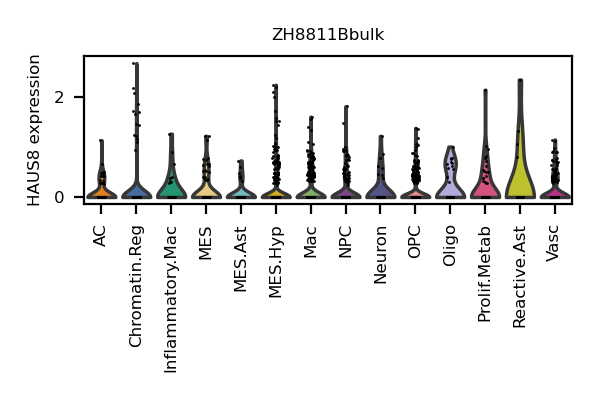 ZH8811Bbulk
HAUS8 expression
2
0
AC
Chromatin.Reg
Inflammatory.Mac
MES
MES.Ast
MES.Hyp
Mac
NPC
Neuron
OPC
Oligo
Prolif.Metab
Reactive.Ast
Vasc